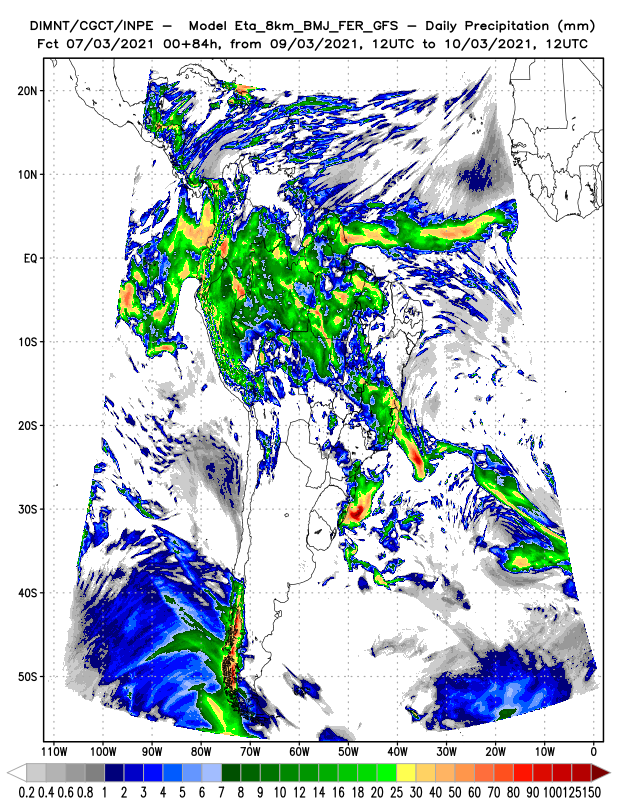 DIMNT/CGCT/INPE — Model Eta_8km_BMJ_FER_GFS — Daily Precipitation (mm)
Fct 07/03/2021 00+84h, from 09/03/2021, 12UTC to 10/03/2021, 12UTC
20N
10N
EQ
10S
20S
30S
40S
50S
110W 100W 90W 80W 70W 60W 50W 40W 30W 20W 10W 0
0.2 0.4 0.6 0.8 1 2 3 4 5 6 7 8 9 10 12 14 16 18 20 25 30 40 50 60 70 80 90 100 125 150